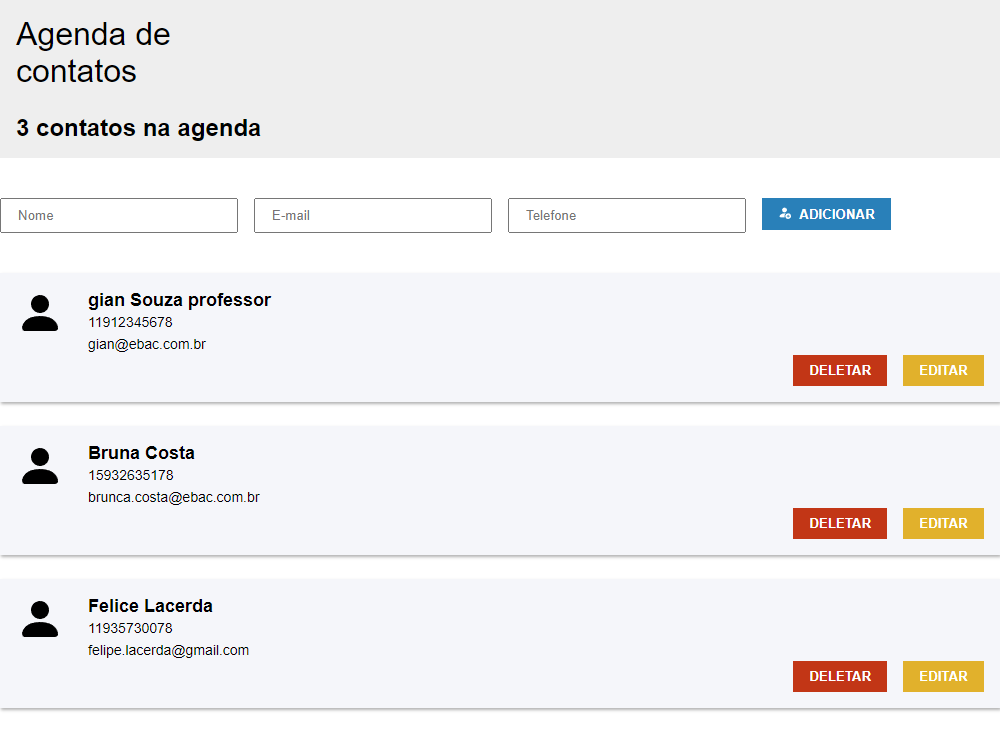 Agenda de
contatos
3 contatos na agenda
Nome E-mail Telefone ADICIONAR
gian Souza professor
11912345678
gian@ebac.com.br
DELETAR EDITAR
Bruna Costa
15932635178
brunca.costa@ebac.com.br
DELETAR EDITAR
Felice Lacerda
11935730078
felipe.lacerda@gmail.com
DELETAR EDITAR